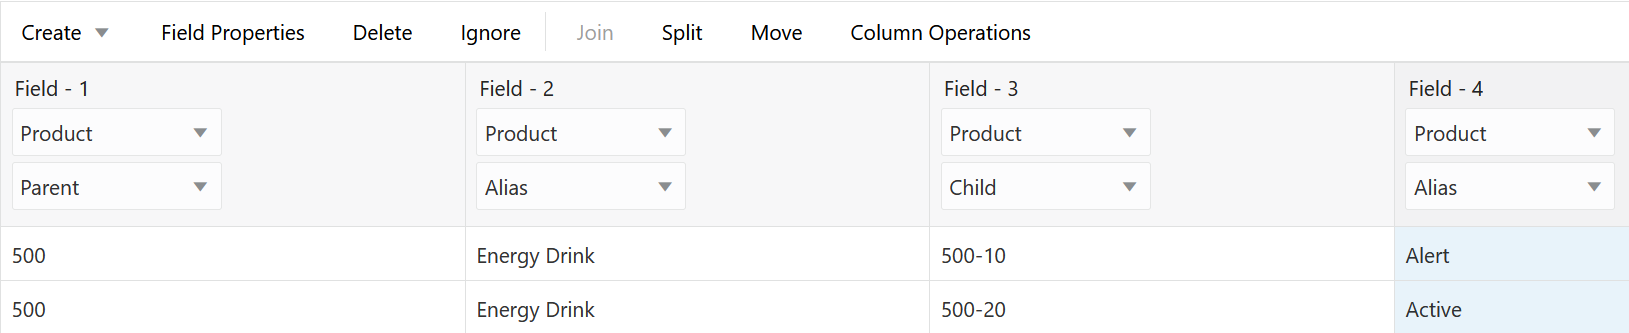 Create Field Properties Delete Ignore Join Split Move Column Operations
Field - 1 Field - 2 Field - 3 Field - 4
Product Product Product Product
Parent Alias Child Alias
500 Energy Drink 500-10 Alert
500 Energy Drink 500-20 Active